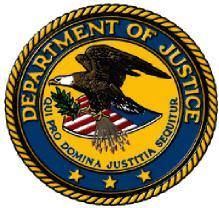 DEPARTMENT OF JUSTICE
QUI PRO DOMINA JUSTITIA SEQUITUR